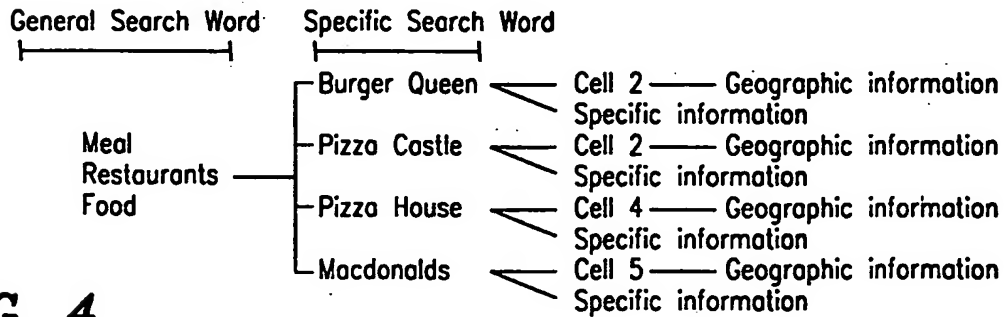 General Search Word Specific Search Word
Burger Queen Cell 2 Geographic information
Specific information
Meal Pizza Castle Cell 2 Geographic information
Restaurants Specific information
Food Pizza House Cell 4 Geographic information
Specific information
Macdonalds Cell 5 Geographic information
Specific information